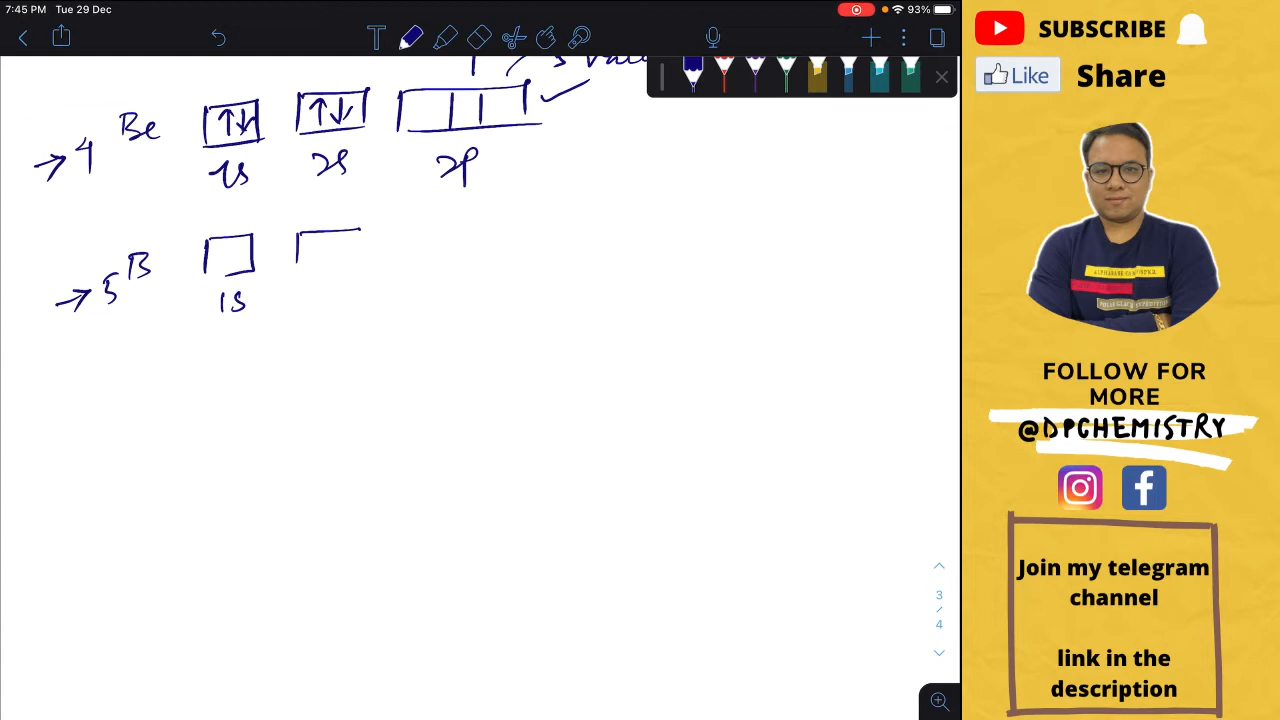 7:45 PM Tue 29 Dec
93%
4 Be
1s 2s 2p
5 B
1s
3
4
SUBSCRIBE
Like Share
ALPHABASE
FOLLOW FOR
MORE
@DPCHEMISTRY
Join my telegram
channel
link in the
description